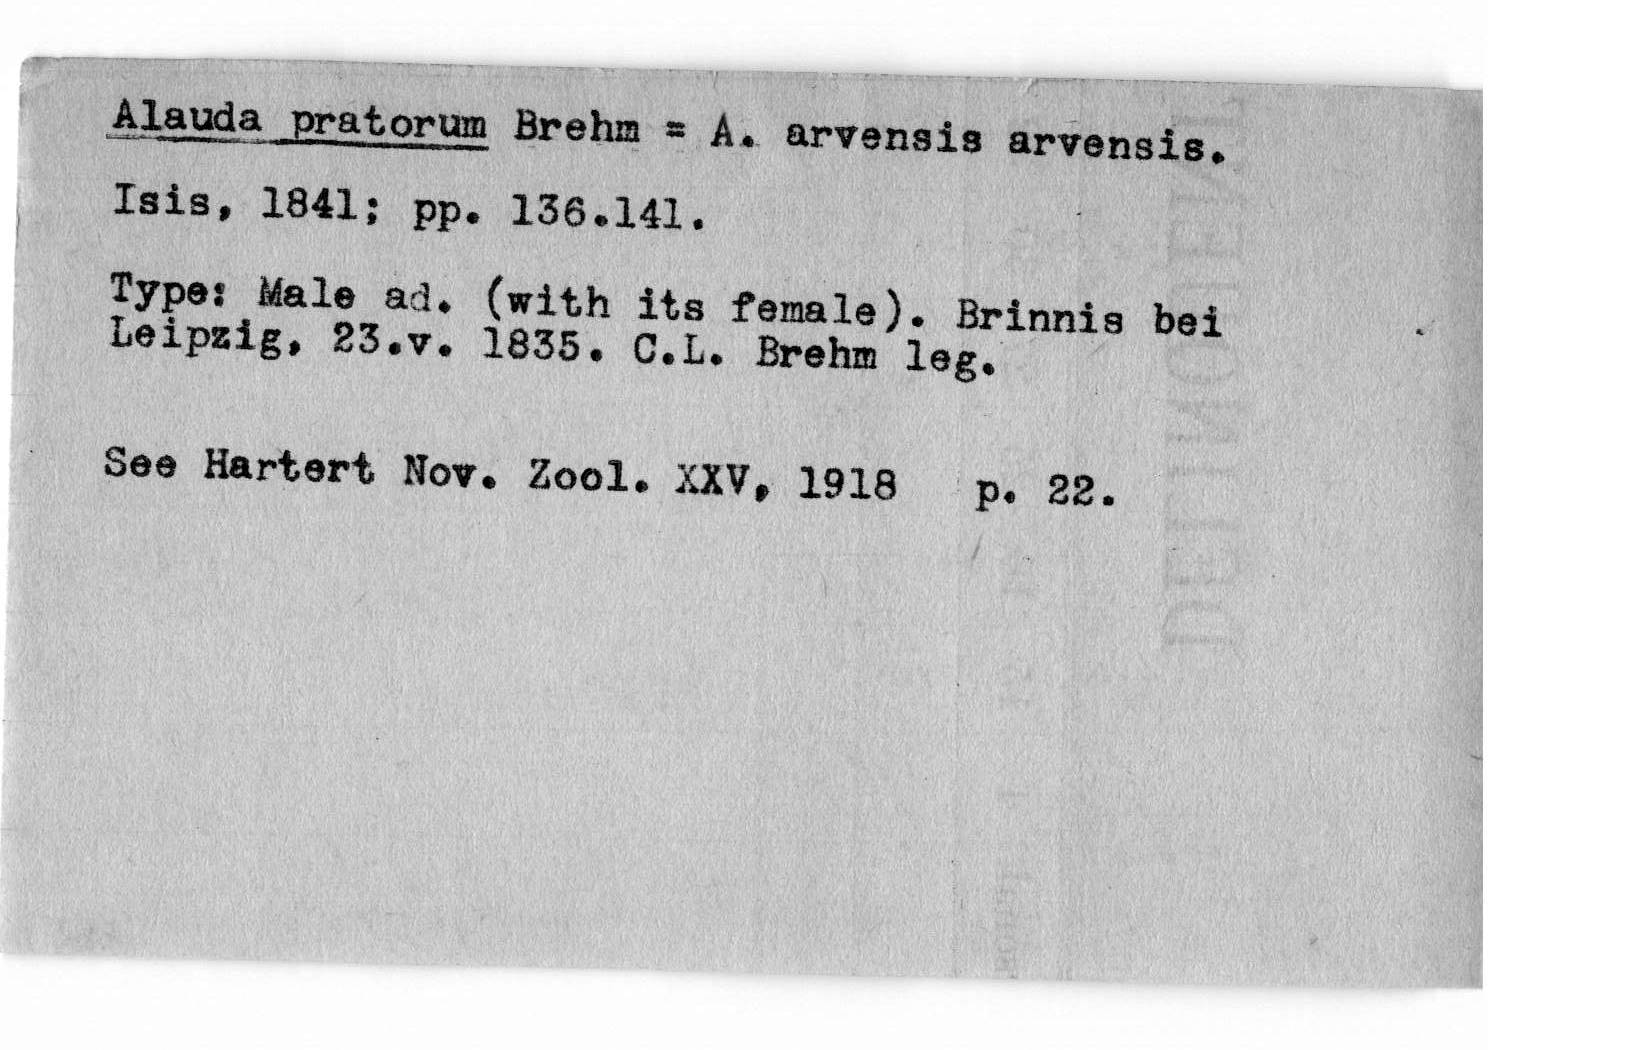 Alauda pratorum Brehm = A. arvensis arvensis.
Isis, 1841; pp. 136.141.
Type: Male ad. (with its female). Brinnis bei
Leipzig, 23.v. 1835. C.L. Brehm leg.
See Hartert Nov. Zool. XXV, 1918 p. 22.